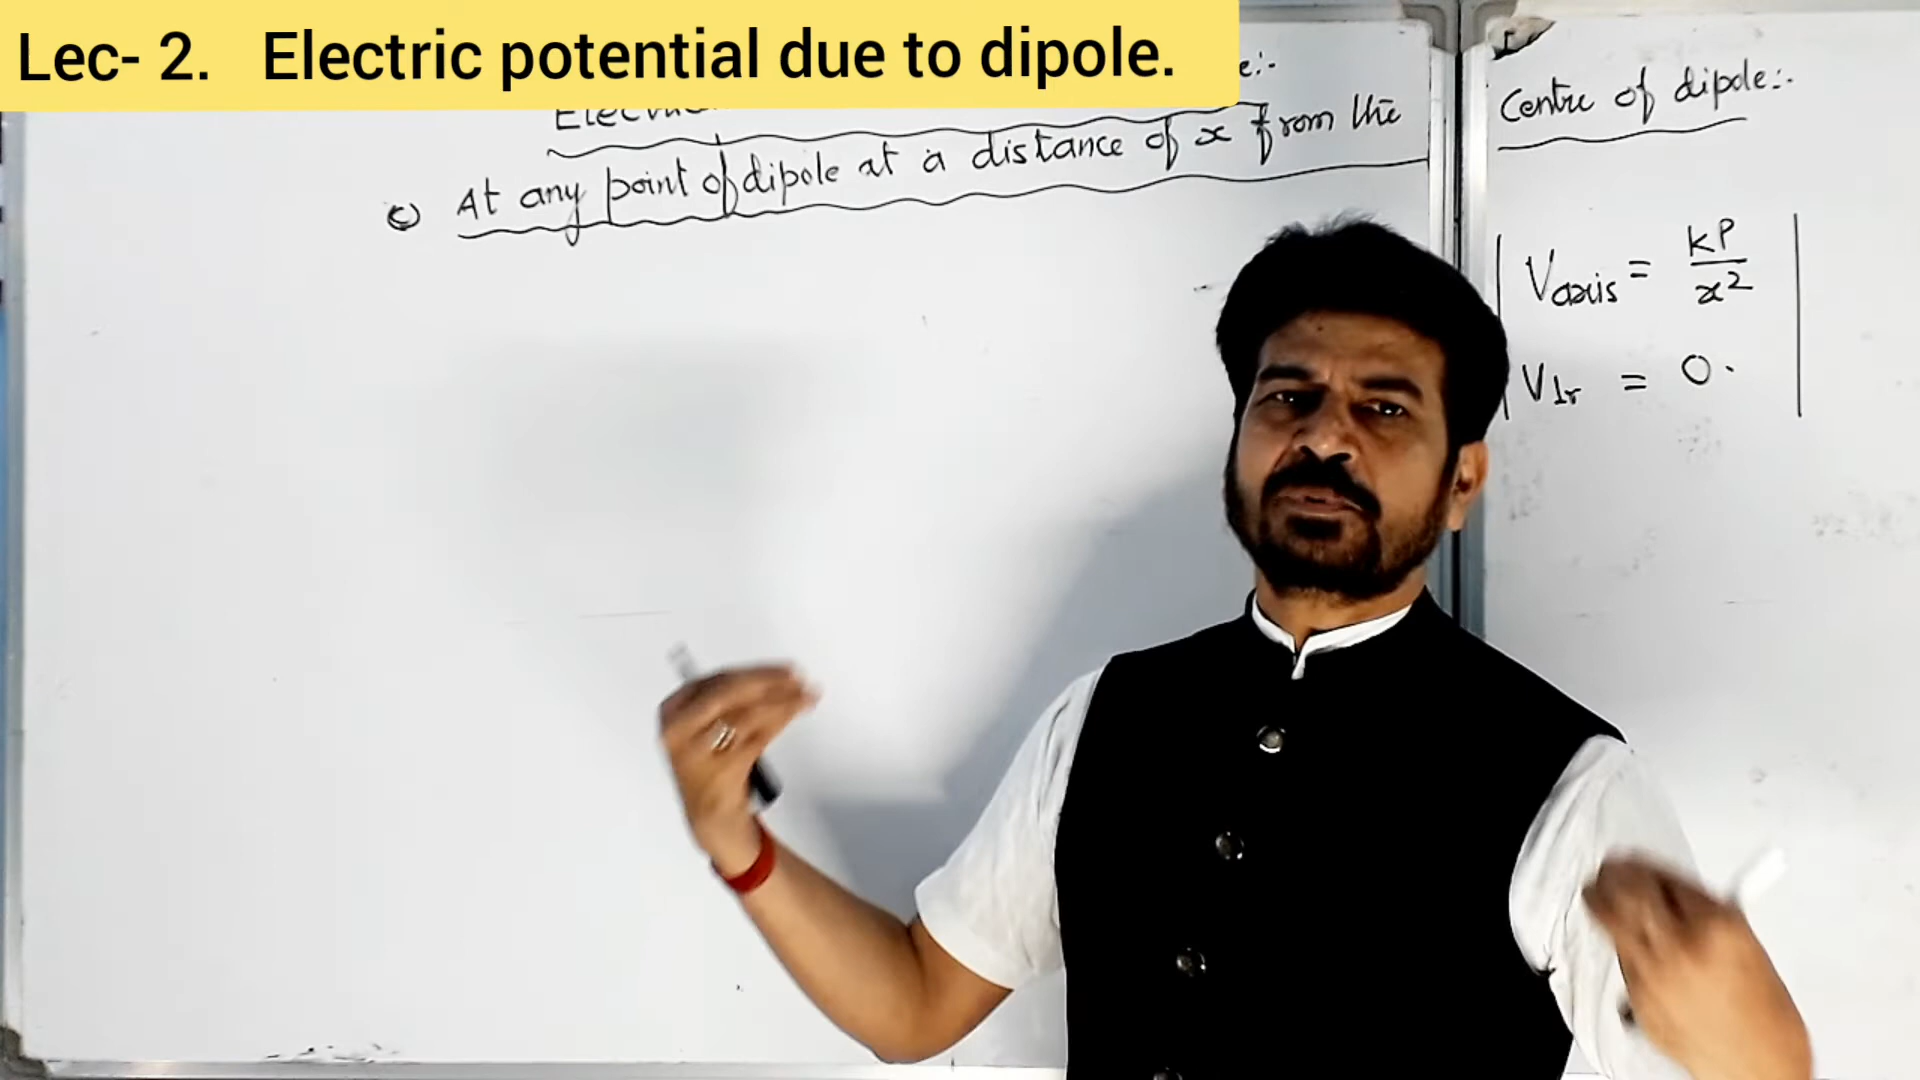 Lec- 2. Electric potential due to dipole.
e:-
c) At any point of dipole at a distance of x from the
Centre of dipole:-
Vaxis = kP/x²
V⊥r = 0.